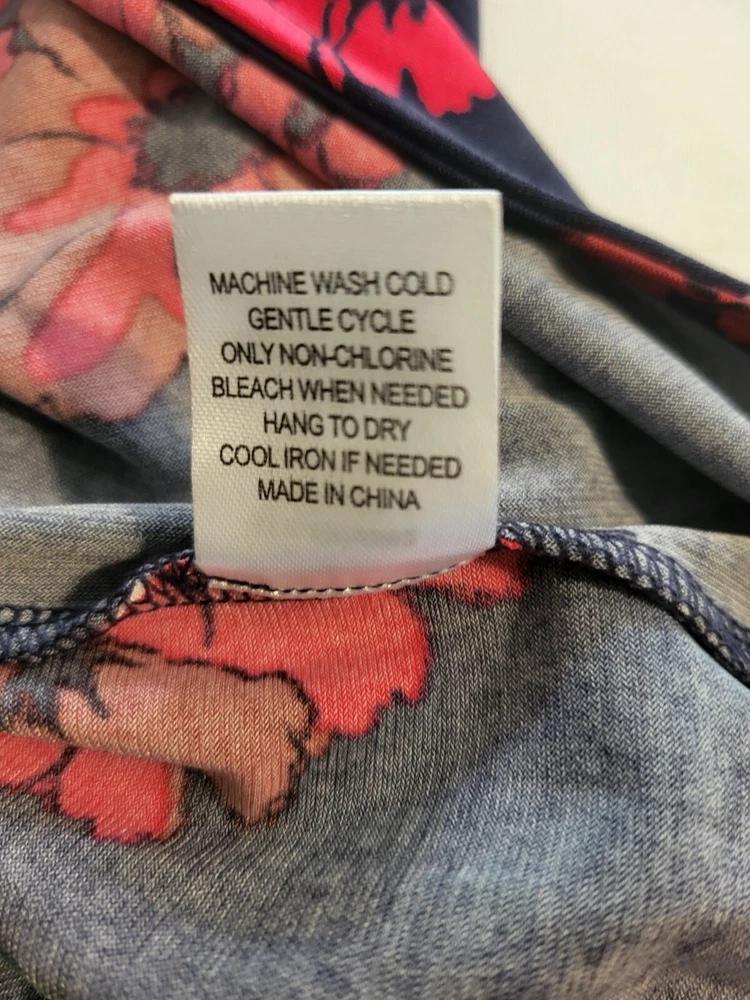 MACHINE WASH COLD
GENTLE CYCLE
ONLY NON-CHLORINE
BLEACH WHEN NEEDED
HANG TO DRY
COOL IRON IF NEEDED
MADE IN CHINA